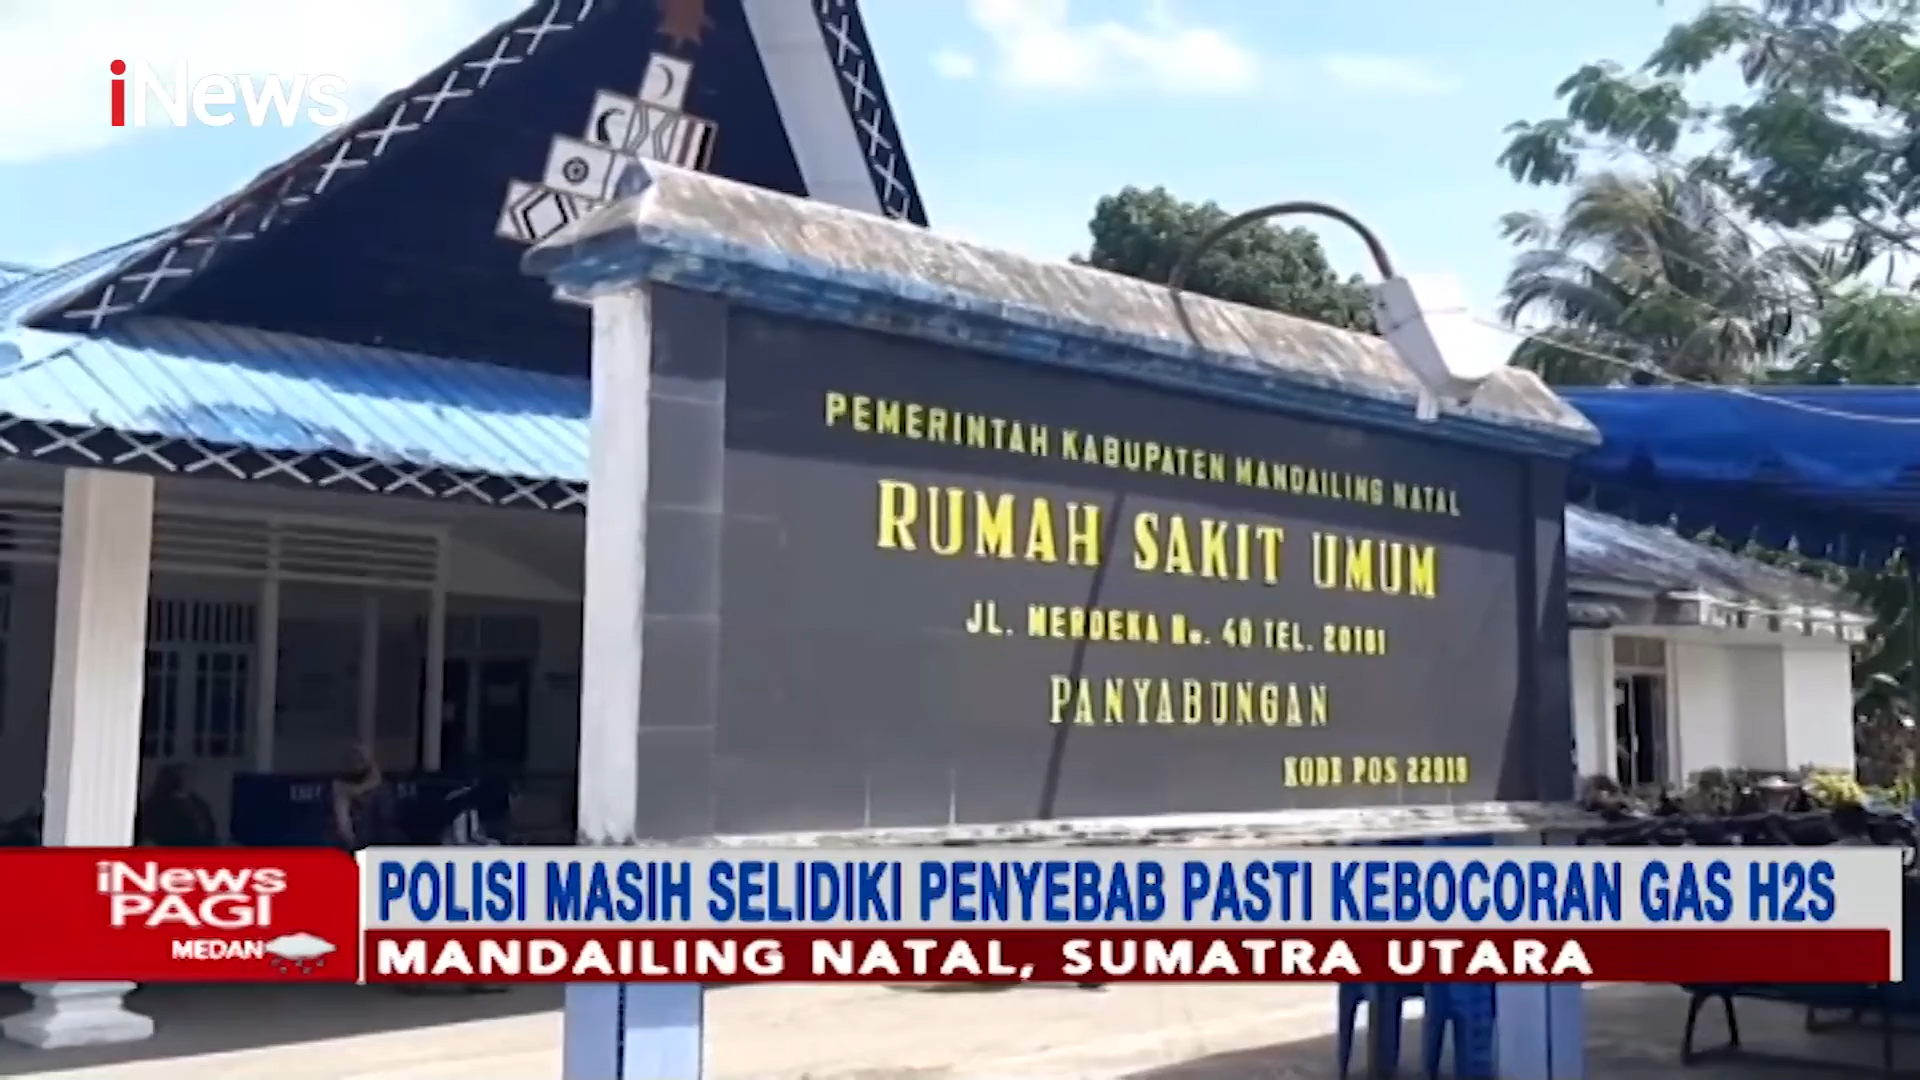 iNews
PEMERINTAH KABUPATEN MANDAILING NATAL
RUMAH SAKIT UMUM
JL. MERDEKA No. 40 TEL. 20181
PANYABUNGAN
KODE POS 22919
iNews
PAGI
MEDAN
POLISI MASIH SELIDIKI PENYEBAB PASTI KEBOCORAN GAS H2S
MANDAILING NATAL, SUMATRA UTARA